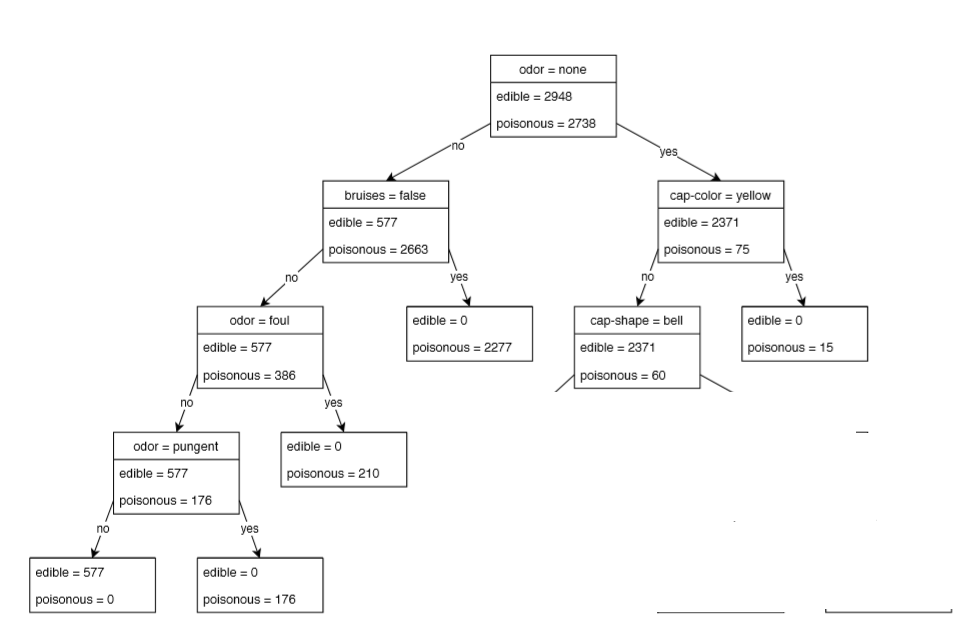 odor = none
edible = 2948
poisonous = 2738
no
yes
bruises = false
edible = 577
poisonous = 2663
cap-color = yellow
edible = 2371
poisonous = 75
no
yes
no
yes
odor = foul
edible = 577
poisonous = 386
edible = 0
poisonous = 2277
cap-shape = bell
edible = 2371
poisonous = 60
edible = 0
poisonous = 15
no
yes
odor = pungent
edible = 577
poisonous = 176
edible = 0
poisonous = 210
no
yes
edible = 577
poisonous = 0
edible = 0
poisonous = 176